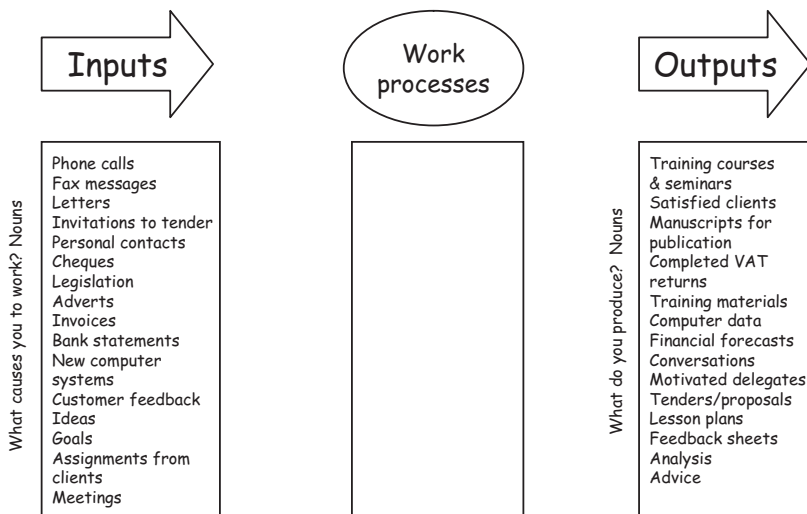 Inputs
Work
processes
Outputs
What causes you to work? Nouns
Phone calls
Fax messages
Letters
Invitations to tender
Personal contacts
Cheques
Legislation
Adverts
Invoices
Bank statements
New computer
systems
Customer feedback
Ideas
Goals
Assignments from
clients
Meetings
What do you produce? Nouns
Training courses
& seminars
Satisfied clients
Manuscripts for
publication
Completed VAT
returns
Training materials
Computer data
Financial forecasts
Conversations
Motivated delegates
Tenders/proposals
Lesson plans
Feedback sheets
Analysis
Advice